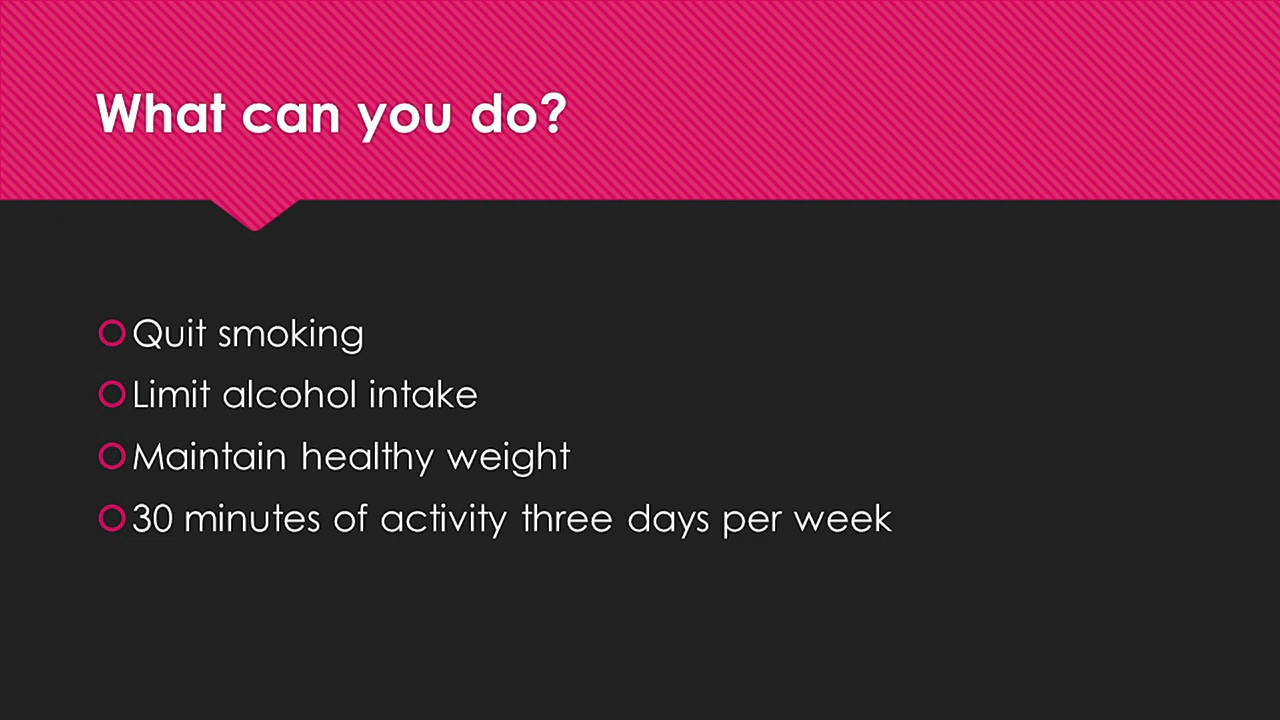 What can you do?
Quit smoking
Limit alcohol intake
Maintain healthy weight
30 minutes of activity three days per week